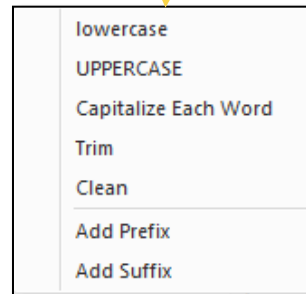 lowercase
UPPERCASE
Capitalize Each Word
Trim
Clean
Add Prefix
Add Suffix